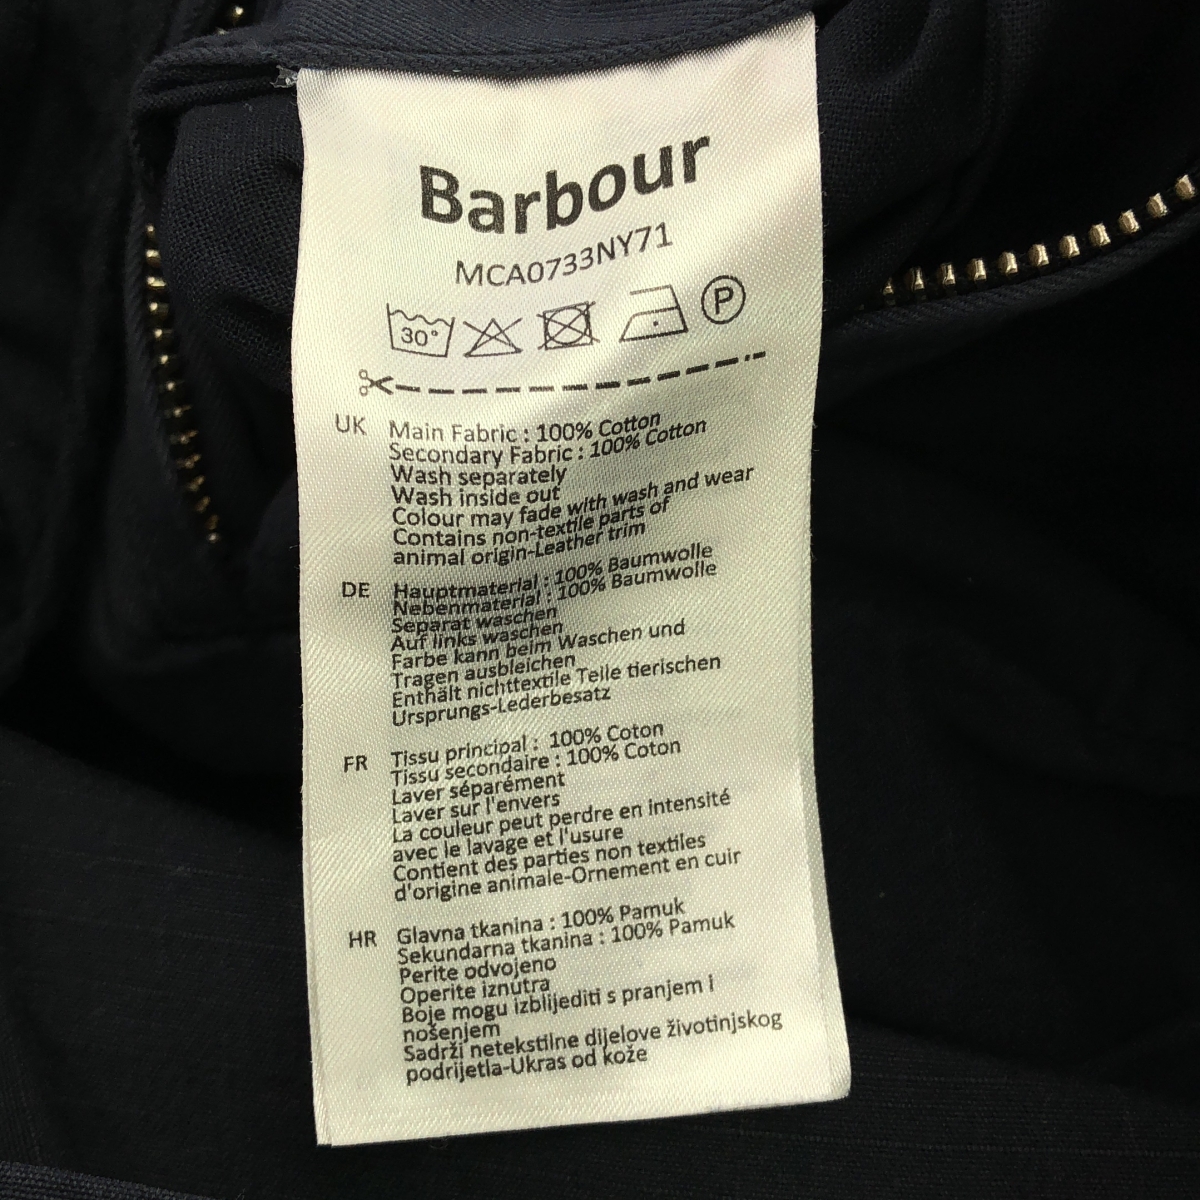 Barbour
MCA0733NY71
30° P
UK Main Fabric : 100% Cotton
Secondary Fabric : 100% Cotton
Wash separately
Wash inside out
Colour may fade with wash and wear
Contains non-textile parts of
animal origin-Leather trim
DE Hauptmaterial : 100% Baumwolle
Nebenmaterial : 100% Baumwolle
Separat waschen
Auf links waschen
Farbe kann beim Waschen und
Tragen ausbleichen
Enthält nichttextile Teile tierischen
Ursprungs-Lederbesatz
FR Tissu principal : 100% Coton
Tissu secondaire : 100% Coton
Laver séparément
Laver sur l'envers
La couleur peut perdre en intensité
avec le lavage et l'usure
Contient des parties non textiles
d'origine animale-Ornement en cuir
HR Glavna tkanina : 100% Pamuk
Sekundarna tkanina : 100% Pamuk
Perite odvojeno
Operite iznutra
Boje mogu izblijediti s pranjem i
nošenjem
Sadrži netekstilne dijelove životinjskog
podrijetla-Ukras od kože